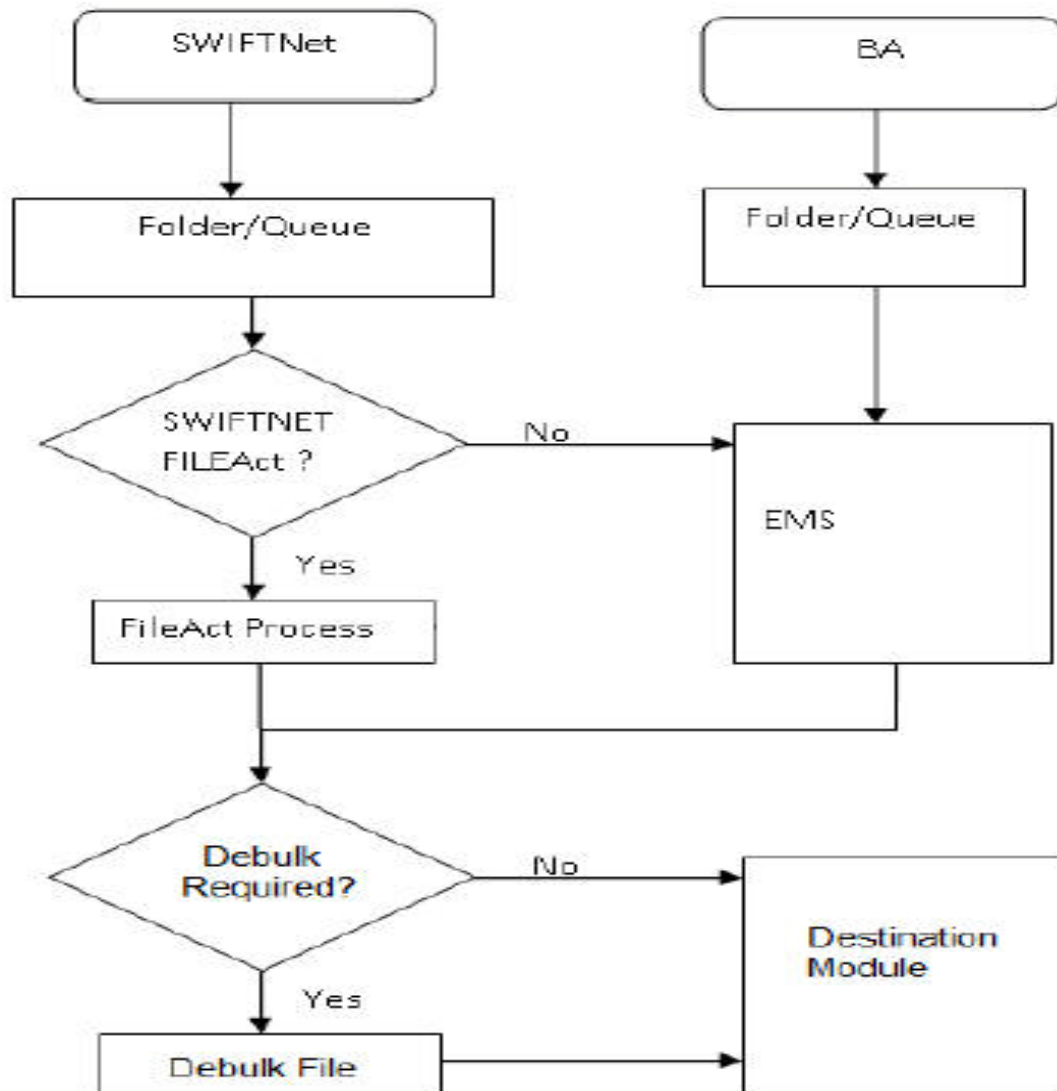 SWIFTNet
BA
Folder/Queue
Folder/Queue
SWIFTNET
FILEAct ?
No
EMS
Yes
FileAct Process
Debulk
Required?
No
Destination
Module
Yes
Debulk File